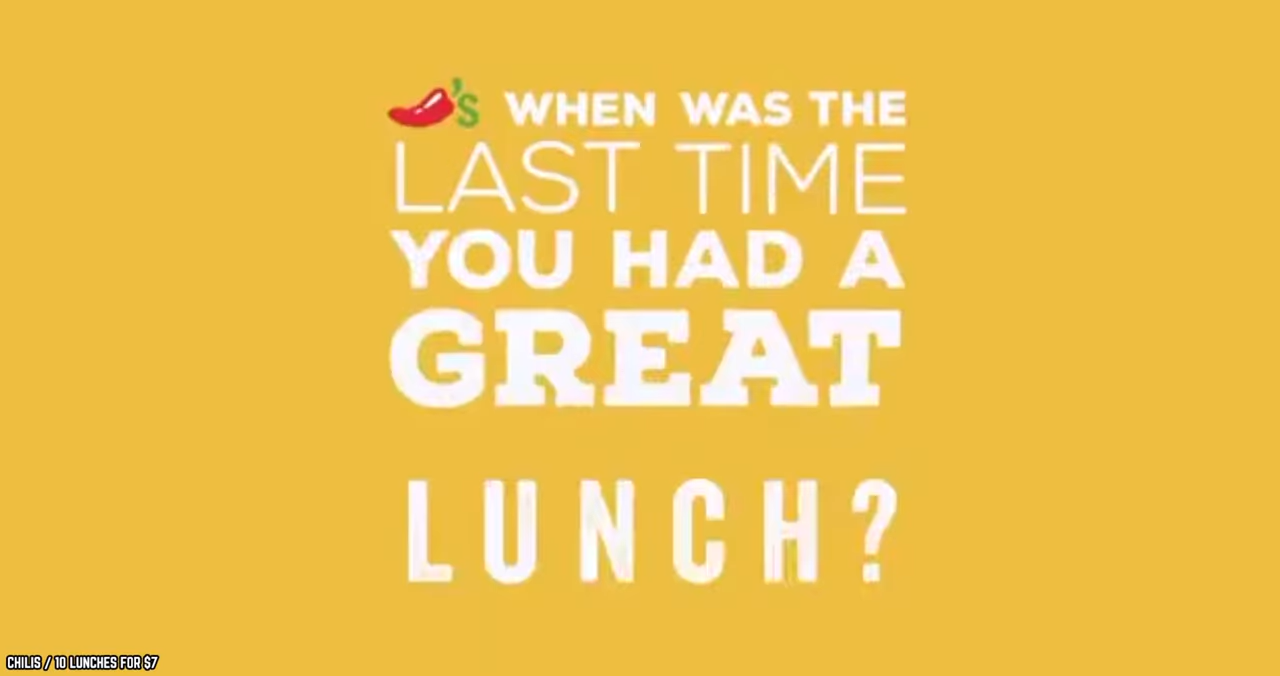 's WHEN WAS THE
LAST TIME
YOU HAD A
GREAT
LUNCH?
CHILIS / 10 LUNCHES FOR $7